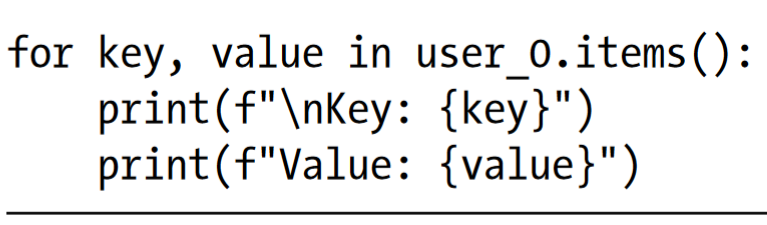 for key, value in user_0.items():
    print(f"\nKey: {key}")
    print(f"Value: {value}")